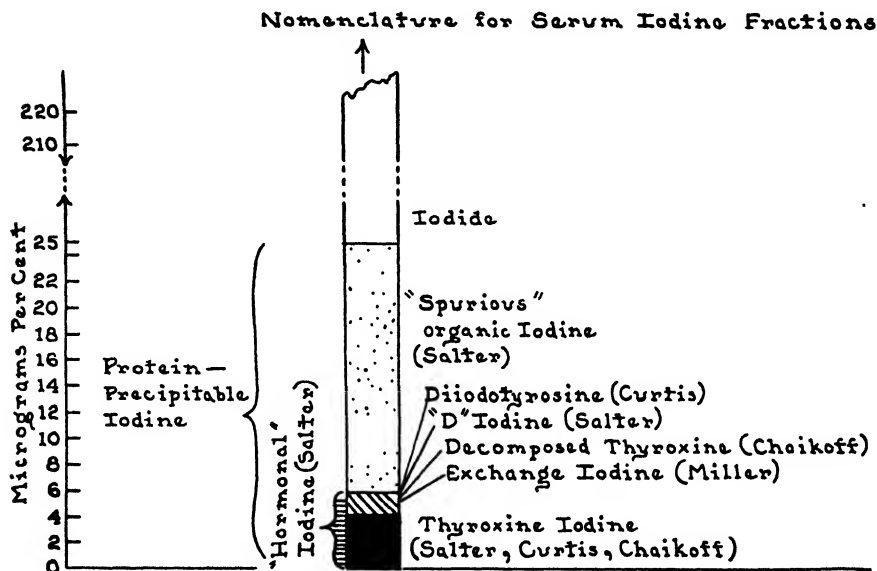 Nomenclature for Serum Iodine Fractions
220
210
25
22
20
18
16
14
12
10
8
6
4
2
0
Micrograms Per Cent
Protein—
Precipitable
Iodine
"Hormonal"
Iodine (Salter)
Iodide
"Spurious"
organic Iodine
(Salter)
Diiodotyrosine (Curtis)
"D" Iodine (Salter)
Decomposed Thyroxine (Chaikoff)
Exchange Iodine (Miller)
Thyroxine Iodine
(Salter, Curtis, Chaikoff)